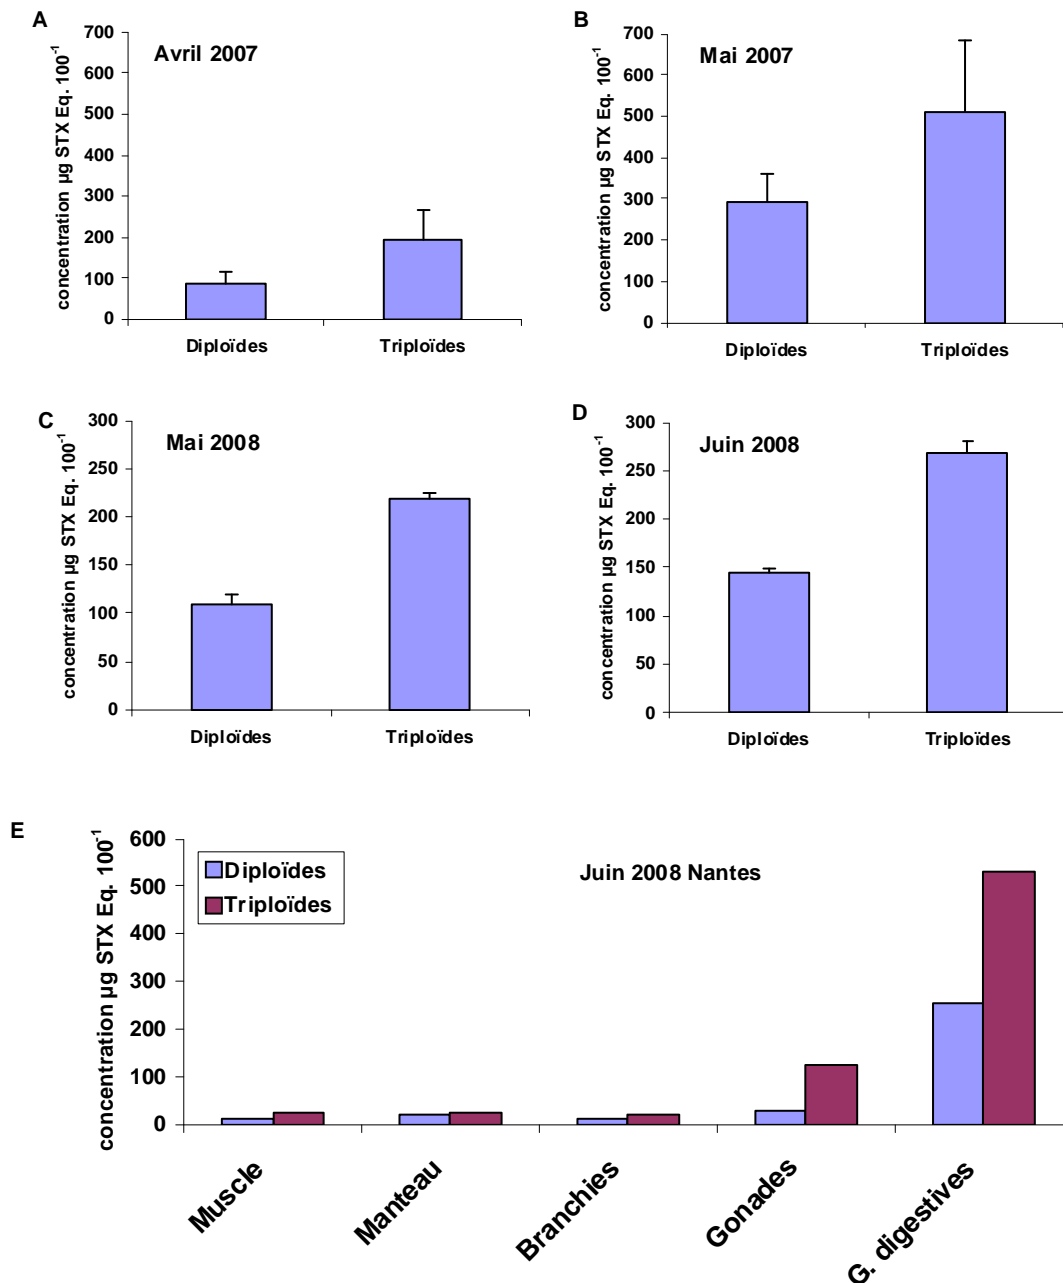 A
Avril 2007
concentration µg STX Eq. 100⁻¹
700
600
500
400
300
200
100
0
Diploïdes
Triploïdes
B
Mai 2007
concentration µg STX Eq. 100⁻¹
700
600
500
400
300
200
100
0
Diploïdes
Triploïdes
C
Mai 2008
concentration µg STX Eq. 100⁻¹
300
250
200
150
100
50
0
Diploïdes
Triploïdes
D
Juin 2008
concentration µg STX Eq. 100⁻¹
300
250
200
150
100
50
0
Diploïdes
Triploïdes
E
Juin 2008 Nantes
Diploïdes
Triploïdes
concentration µg STX Eq. 100⁻¹
600
500
400
300
200
100
0
Muscle
Manteau
Branchies
Gonades
G. digestives